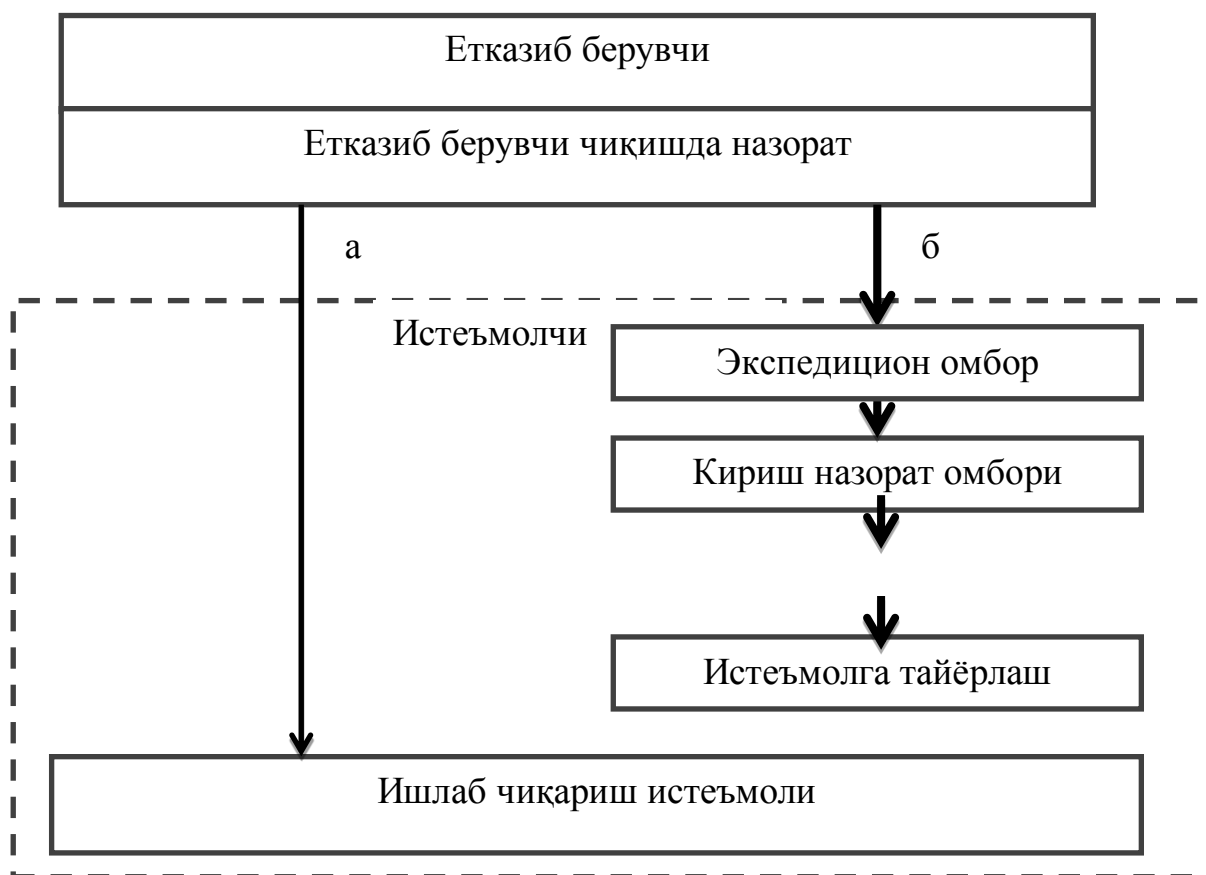 Етказиб берувчи
Етказиб берувчи чиқишда назорат
а
б
Истеъмолчи
Экспедицион омбор
Кириш назорат омбори
Истеъмолга тайёрлаш
Ишлаб чиқариш истеъмоли